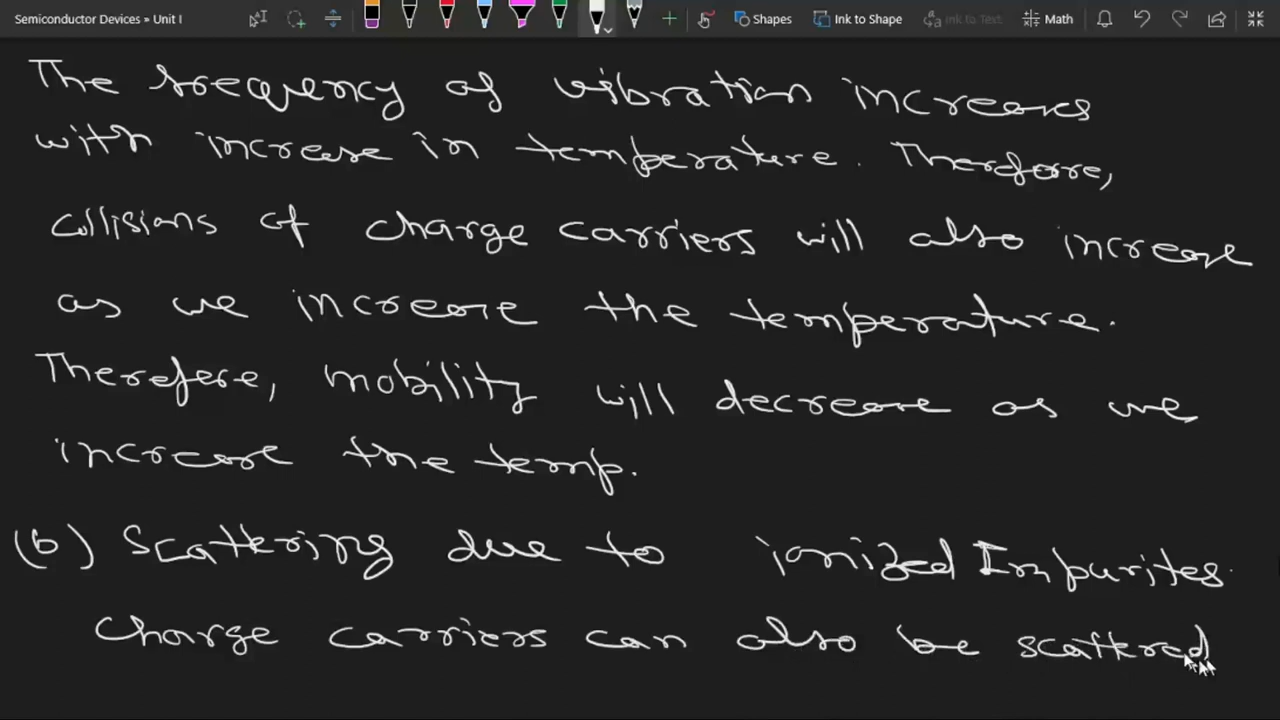 Semiconductor Devices » Unit I
Shapes
Ink to Shape
Ink to Text
Math
The frequency of vibration increases
with increase in temperature. Therefore,
collisions of charge carriers will also increase
as we increase the temperature.
Therefore, mobility will decrease as we
increase the temp.
(b) Scattering due to ionized Impurites.
Charge carriers can also be scattered